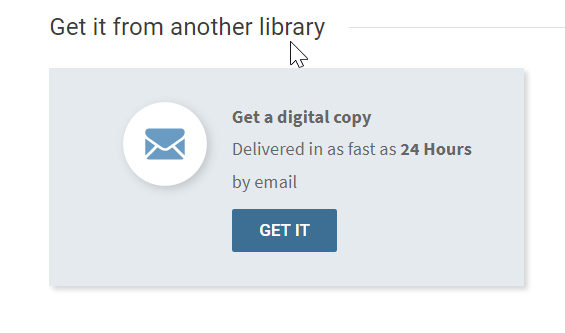 Get it from another library
Get a digital copy
Delivered in as fast as 24 Hours
by email
GET IT